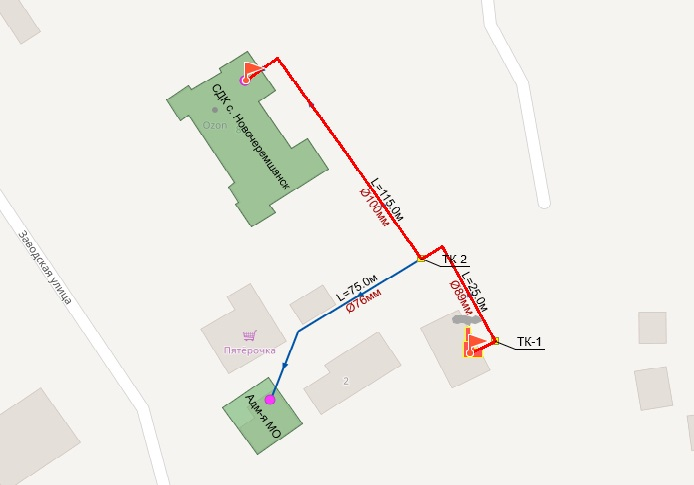 СДК с. Новочеремшанск
Ozon
L=115.0м
Ø100мм
ТК 2
L=25.0м
Ø89мм
ТК-1
L=75.0м
Ø76мм
Заводская улица
Пятёрочка
2
Адм-я МО